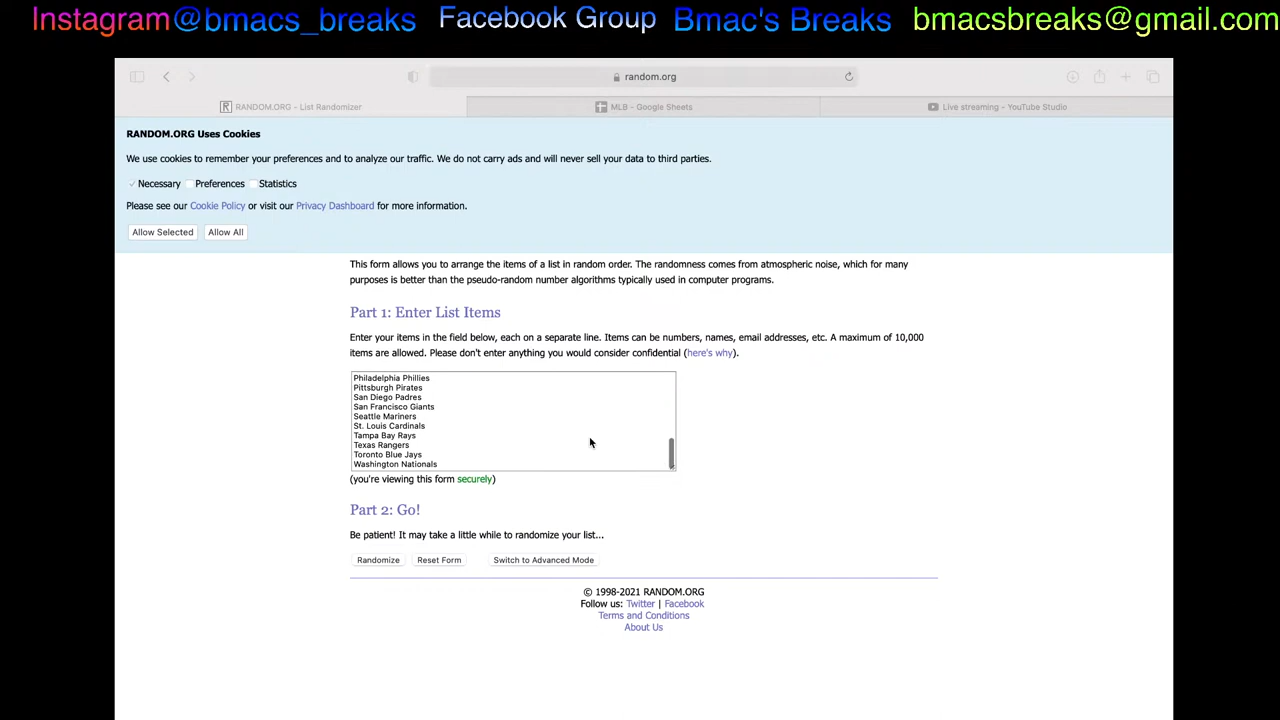 Instagram@bmacs_breaks Facebook Group Bmac's Breaks bmacsbreaks@gmail.com
random.org
RANDOM.ORG - List Randomizer MLB - Google Sheets Live streaming - YouTube Studio
RANDOM.ORG Uses Cookies
We use cookies to remember your preferences and to analyze our traffic. We do not carry ads and will never sell your data to third parties.
Necessary Preferences Statistics
Please see our Cookie Policy or visit our Privacy Dashboard for more information.
Allow Selected Allow All
This form allows you to arrange the items of a list in random order. The randomness comes from atmospheric noise, which for many
purposes is better than the pseudo-random number algorithms typically used in computer programs.
Part 1: Enter List Items
Enter your items in the field below, each on a separate line. Items can be numbers, names, email addresses, etc. A maximum of 10,000
items are allowed. Please don't enter anything you would consider confidential (here's why).
Philadelphia Phillies
Pittsburgh Pirates
San Diego Padres
San Francisco Giants
Seattle Mariners
St. Louis Cardinals
Tampa Bay Rays
Texas Rangers
Toronto Blue Jays
Washington Nationals
(you're viewing this form securely)
Part 2: Go!
Be patient! It may take a little while to randomize your list...
Randomize Reset Form Switch to Advanced Mode
© 1998-2021 RANDOM.ORG
Follow us: Twitter | Facebook
Terms and Conditions
About Us